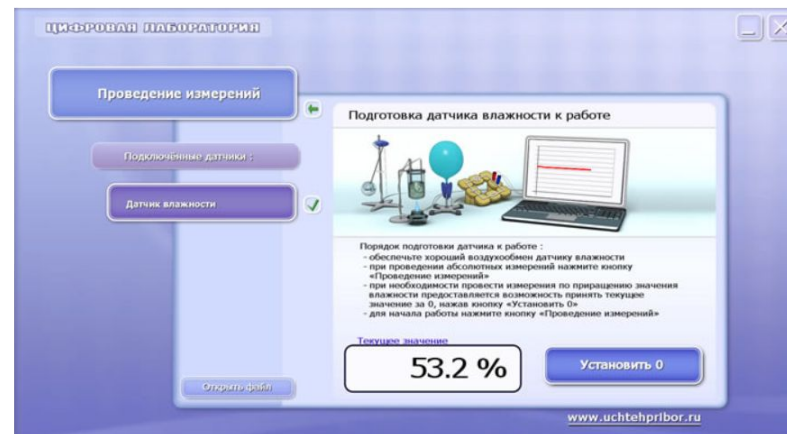 ЦИФРОВАЯ ЛАБОРАТОРИЯ
Проведение измерений
Подключённые датчики :
Датчик влажности
Открыть файл
Подготовка датчика влажности к работе
Порядок подготовки датчика к работе :
- обеспечьте хороший воздухообмен датчику влажности
- при проведении абсолютных измерений нажмите кнопку
«Проведение измерений»
- при необходимости провести измерения по приращению значения
влажности предоставляется возможность принять текущее
значение за 0, нажав кнопку «Установить 0»
- для начала работы нажмите кнопку «Проведение измерений»
Текущее значение
53.2 %
Установить 0
www.uchtehpribor.ru